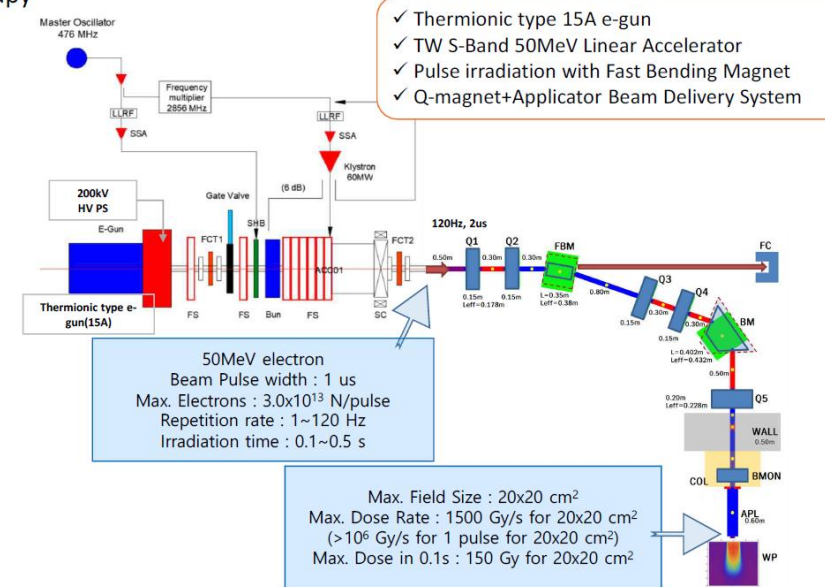 py
Master Oscillator
476 MHz
✓ Thermionic type 15A e-gun
✓ TW S-Band 50MeV Linear Accelerator
✓ Pulse irradiation with Fast Bending Magnet
✓ Q-magnet+Applicator Beam Delivery System
Frequency
multiplier
2856 MHz
LLRF
SSA
LLRF
SSA
Klystron
60MW
(6 dB)
200kV
HV PS
E-Gun
Gate Valve
FCT1
SHB
ACC01
FCT2
FS
FS
Bun
FS
SC
Thermionic type e-
gun(15A)
120Hz, 2us
0.50m
Q1
0.30m
Q2
0.30m
FBM
FC
0.15m
Leff=0.178m
0.15m
L=0.35m
Leff=0.38m
0.80m
Q3
0.15m
0.30m
Q4
0.15m
0.30m
BM
L=0.402m
Leff=0.432m
0.50m
0.20m
Leff=0.228m
Q5
WALL
0.50m
COL
BMON
APL
0.60m
WP
50MeV electron
Beam Pulse width : 1 us
Max. Electrons : 3.0x10¹³ N/pulse
Repetition rate : 1~120 Hz
Irradiation time : 0.1~0.5 s
Max. Field Size : 20x20 cm²
Max. Dose Rate : 1500 Gy/s for 20x20 cm²
(>10⁶ Gy/s for 1 pulse for 20x20 cm²)
Max. Dose in 0.1s : 150 Gy for 20x20 cm²